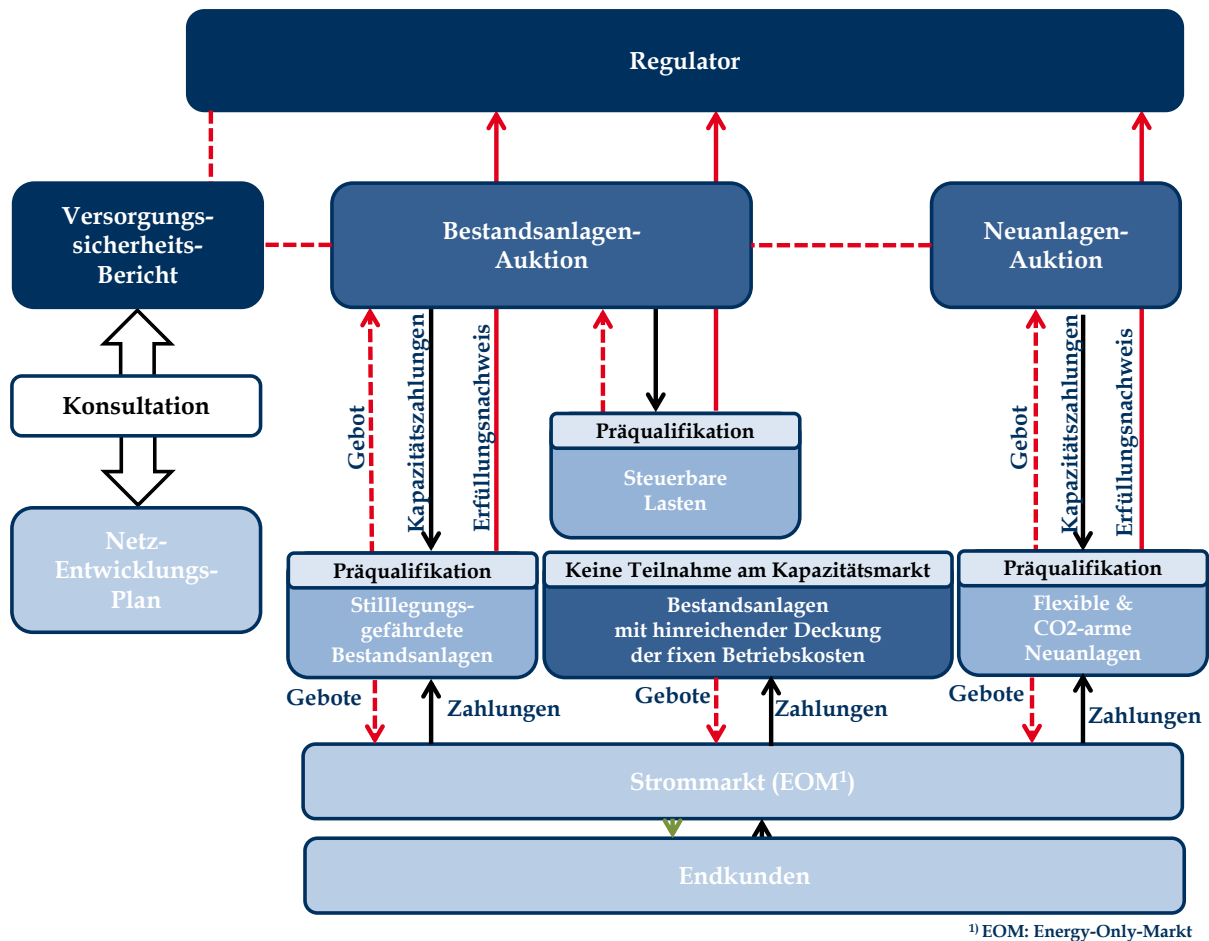 Regulator
Versorgungs-
sicherheits-
Bericht
Bestandsanlagen-
Auktion
Neuanlagen-
Auktion
Konsultation
Netz-
Entwicklungs-
Plan
Gebot
Kapazitätszahlungen
Erfüllungsnachweis
Präqualifikation
Steuerbare
Lasten
Gebot
Kapazitätszahlungen
Erfüllungsnachweis
Präqualifikation
Stilllegungs-
gefährdete
Bestandsanlagen
Keine Teilnahme am Kapazitätsmarkt
Bestandsanlagen
mit hinreichender Deckung
der fixen Betriebskosten
Präqualifikation
Flexible &
CO2-arme
Neuanlagen
Gebote
Zahlungen
Gebote
Zahlungen
Gebote
Zahlungen
Strommarkt (EOM¹)
Endkunden
¹⁾ EOM: Energy-Only-Markt